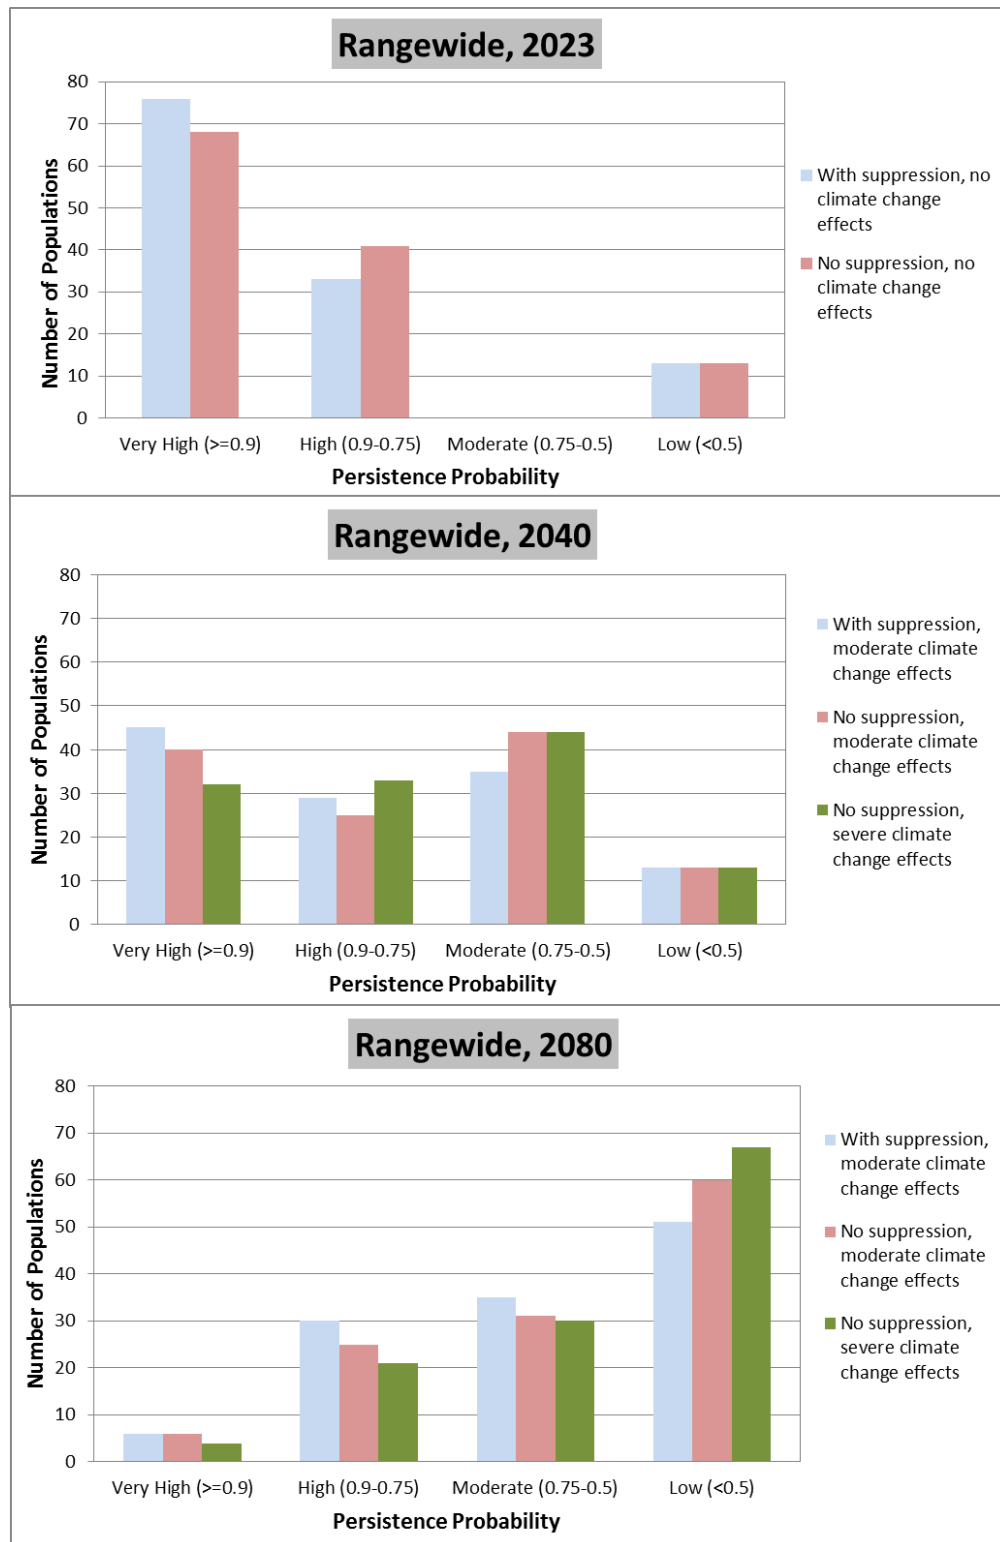 Rangewide, 2023
80
70
60
50
40
30
20
10
0
Number of Populations
Very High (>=0.9)
High (0.9-0.75)
Moderate (0.75-0.5)
Low (<0.5)
Persistence Probability
With suppression, no
climate change
effects
No suppression, no
climate change
effects
Rangewide, 2040
80
70
60
50
40
30
20
10
0
Number of Populations
Very High (>=0.9)
High (0.9-0.75)
Moderate (0.75-0.5)
Low (<0.5)
Persistence Probability
With suppression,
moderate climate
change effects
No suppression,
moderate climate
change effects
No suppression,
severe climate
change effects
Rangewide, 2080
80
70
60
50
40
30
20
10
0
Number of Populations
Very High (>=0.9)
High (0.9-0.75)
Moderate (0.75-0.5)
Low (<0.5)
Persistence Probability
With suppression,
moderate climate
change effects
No suppression,
moderate climate
change effects
No suppression,
severe climate
change effects